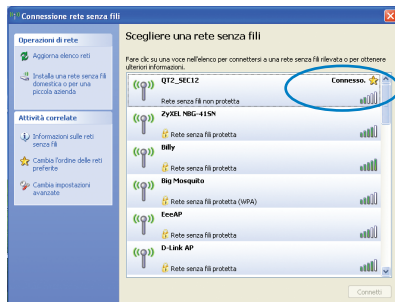 Connessione rete senza fili
Scegliere una rete senza fili
Operazioni di rete
Fare clic su una voce nell'elenco per connettersi a una rete senza fili rilevata o per ottenere
ulteriori informazioni.
Aggiorna elenco reti
Installa una rete senza fili
domestica o per una
piccola azienda
Attività correlate
Informazioni sulle reti
senza fili
Cambia l'ordine delle reti
preferite
Cambia impostazioni
avanzate
QT2_SEC12
Connesso.
Rete senza fili non protetta
ZyXEL NBG-415N
Rete senza fili protetta
Billy
Rete senza fili protetta
Big Mosquito
Rete senza fili protetta (WPA)
EeeAP
Rete senza fili protetta
D-Link AP
Rete senza fili protetta
Connetti